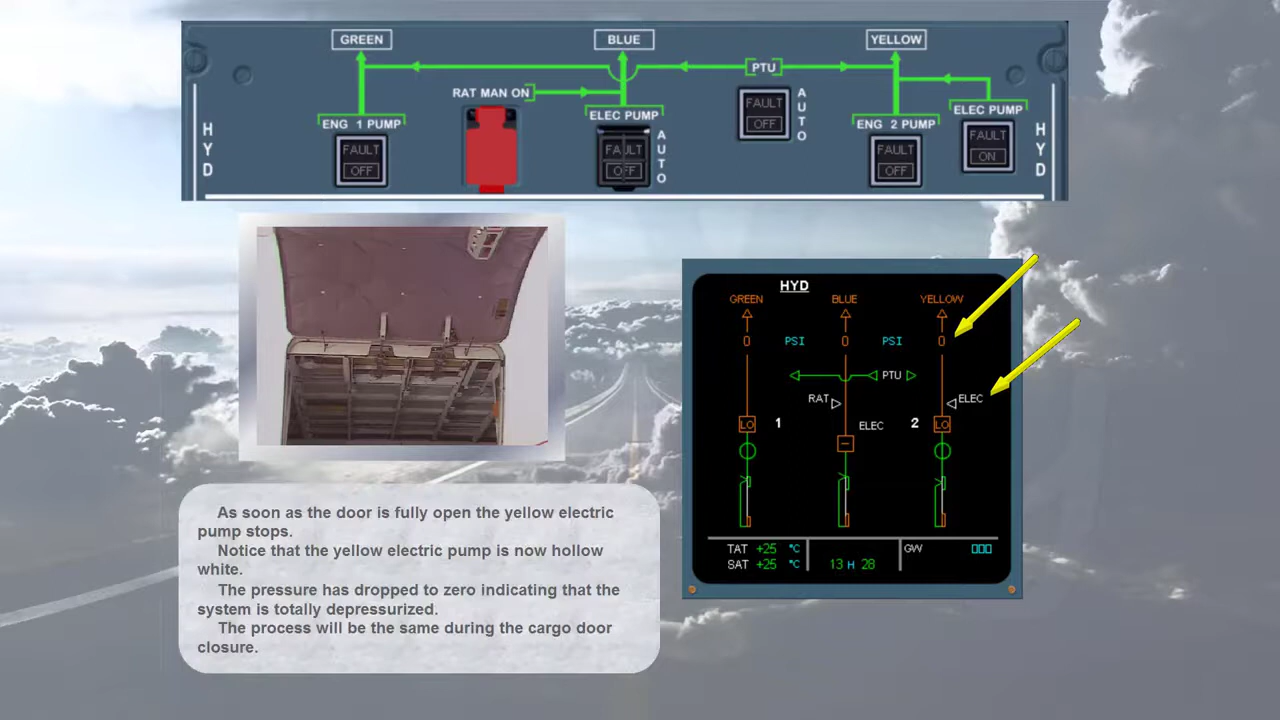 GREEN
BLUE
YELLOW
PTU
RAT MAN ON
ELEC PUMP
ENG 1 PUMP
ENG 2 PUMP
ELEC PUMP
HYD
FAULT
OFF
FAULT
OFF
AUTO
FAULT
OFF
AUTO
FAULT
OFF
FAULT
ON
HYD
HYD
GREEN
BLUE
YELLOW
0 PSI 0 PSI 0
PTU
RAT
ELEC
LO 1 ELEC 2 LO
TAT +25 °C
SAT +25 °C
13 H 28
GW
As soon as the door is fully open the yellow electric
pump stops.
Notice that the yellow electric pump is now hollow
white.
The pressure has dropped to zero indicating that the
system is totally depressurized.
The process will be the same during the cargo door
closure.